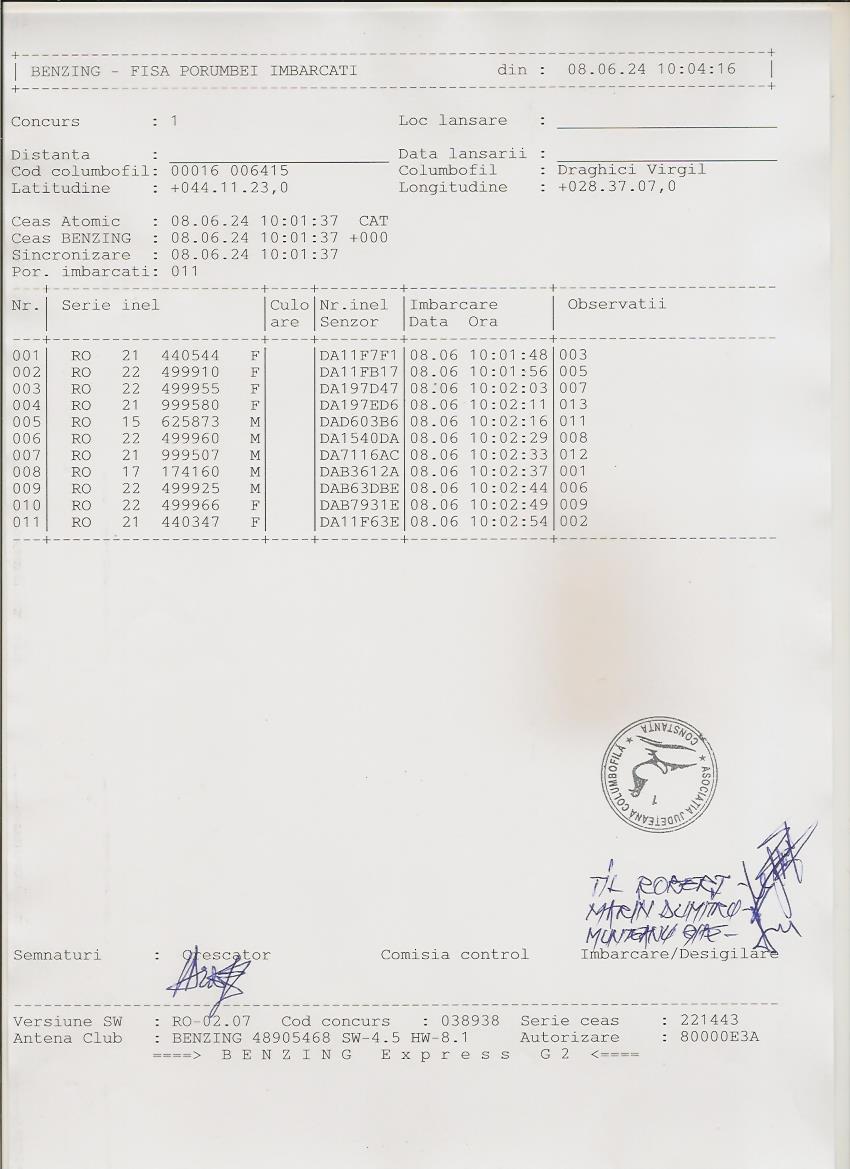 BENZING - FISA PORUMBEI IMBARCATI din : 08.06.24 10:04:16
Concurs : 1 Loc lansare :
Distanta : Data lansarii :
Cod columbofil: 00016 006415 Columbofil : Draghici Virgil
Latitudine : +044.11.23,0 Longitudine : +028.37.07,0
Ceas Atomic : 08.06.24 10:01:37 CAT
Ceas BENZING : 08.06.24 10:01:37 +000
Sincronizare : 08.06.24 10:01:37
Por. imbarcati: 011
Nr. Serie inel Culo Nr.inel Imbarcare Observatii
are Senzor Data Ora
001 RO 21 440544 F DA11F7F1 08.06 10:01:48 003
002 RO 22 499910 F DA11FB17 08.06 10:01:56 005
003 RO 22 499955 F DA197D47 08.06 10:02:03 007
004 RO 21 999580 F DA197ED6 08.06 10:02:11 013
005 RO 15 625873 M DAD603B6 08.06 10:02:16 011
006 RO 22 499960 M DA1540DA 08.06 10:02:29 008
007 RO 21 999507 M DA7116AC 08.06 10:02:33 012
008 RO 17 174160 M DAB3612A 08.06 10:02:37 001
009 RO 22 499925 M DAB63DBE 08.06 10:02:44 006
010 RO 22 499966 F DAB7931E 08.06 10:02:49 009
011 RO 21 440347 F DA11F63E 08.06 10:02:54 002
ASOCIATIA JUDEŢEANA COLUMBOFILĂ
CONSTANŢA
1
TIL ROBERT -
MARIN DUMITRU -
MUNTEANU
Semnaturi : Crescator Comisia control Imbarcare/Desigilare
Versiune SW : RO-02.07 Cod concurs : 038938 Serie ceas : 221443
Antena Club : BENZING 48905468 SW-4.5 HW-8.1 Autorizare : 80000E3A
====> B E N Z I N G E x p r e s s G 2 <====